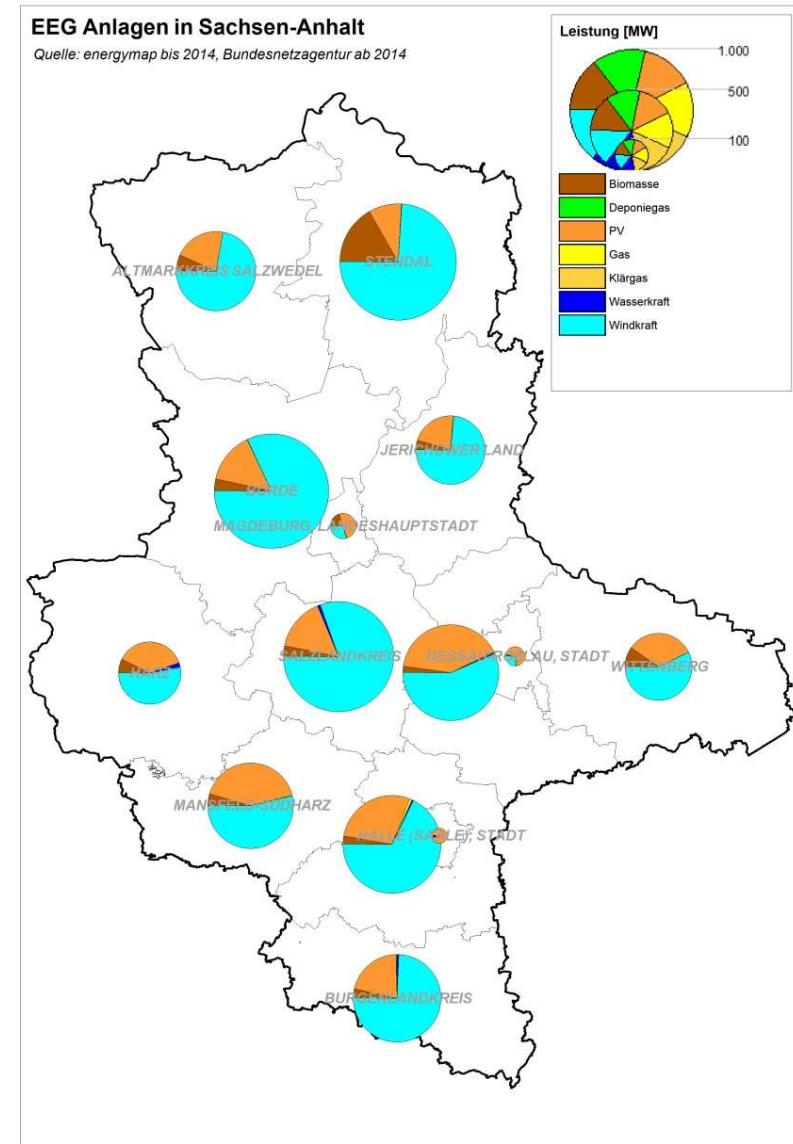 EEG Anlagen in Sachsen-Anhalt
Quelle: energymap bis 2014, Bundesnetzagentur ab 2014
Leistung [MW]
1.000
500
100
Biomasse
Deponiegas
PV
Gas
Klärgas
Wasserkraft
Windkraft
ALTMARKKREIS SALZWEDEL
STENDAL
JERICHOWER LAND
BÖRDE
MAGDEBURG, LANDESHAUPTSTADT
SALZLANDKREIS
DESSAU-ROSSLAU, STADT
HARZ
WITTENBERG
MANSFELD-SÜDHARZ
HALLE (SAALE), STADT
BURGENLANDKREIS